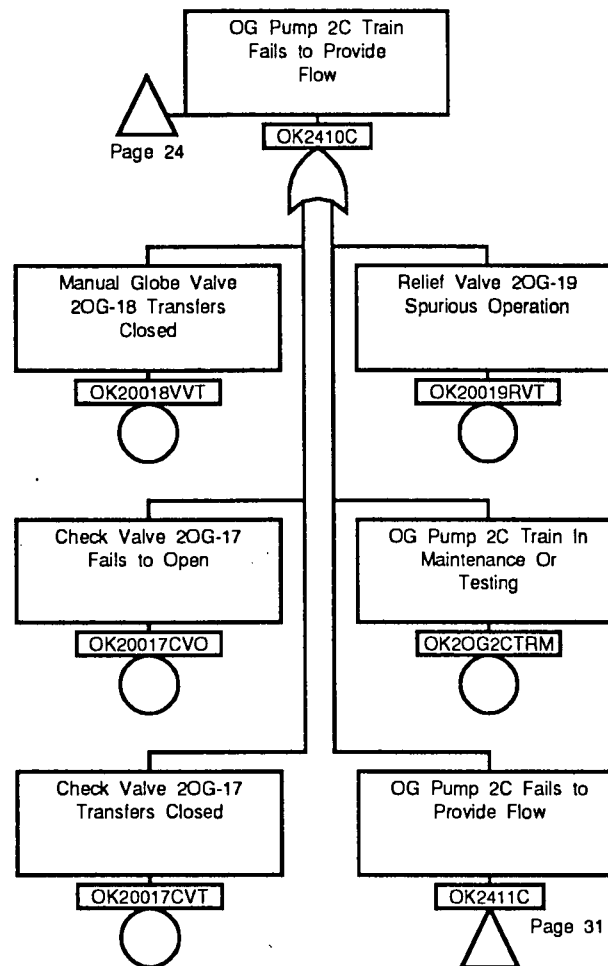 OG Pump 2C Train
Fails to Provide
Flow
Page 24
OK2410C
Manual Globe Valve
2OG-18 Transfers
Closed
OK20018VVT
Relief Valve 2OG-19
Spurious Operation
OK20019RVT
Check Valve 2OG-17
Fails to Open
OK20017CVO
OG Pump 2C Train In
Maintenance Or
Testing
OK2OG2CTRM
Check Valve 2OG-17
Transfers Closed
OK20017CVT
OG Pump 2C Fails to
Provide Flow
OK2411C
Page 31